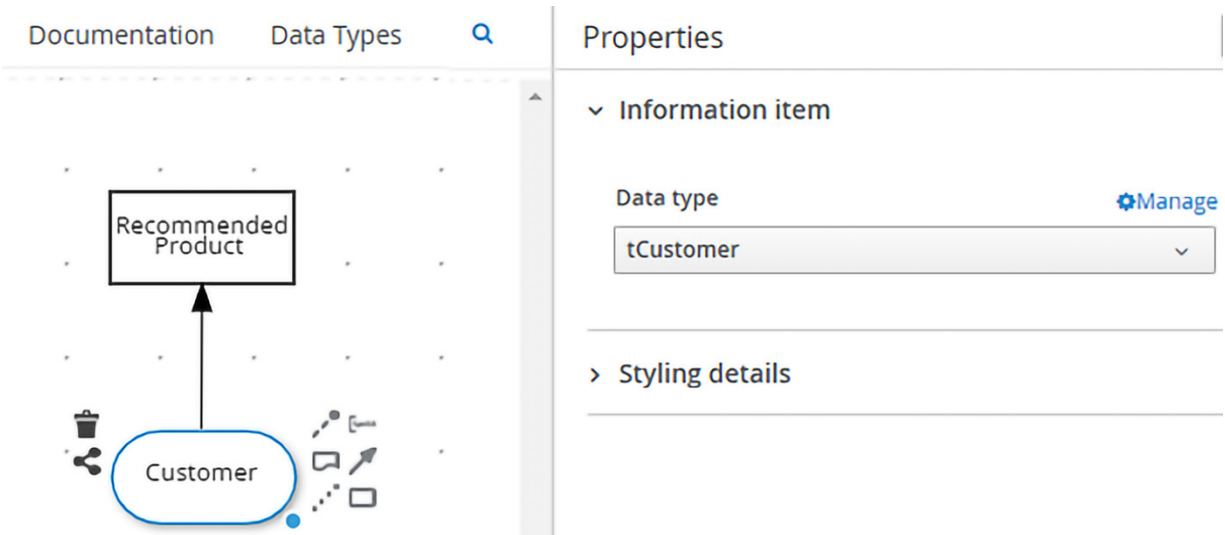 Documentation
Data Types
Properties
Information item
Data type
Manage
tCustomer
Styling details
Recommended
Product
Customer